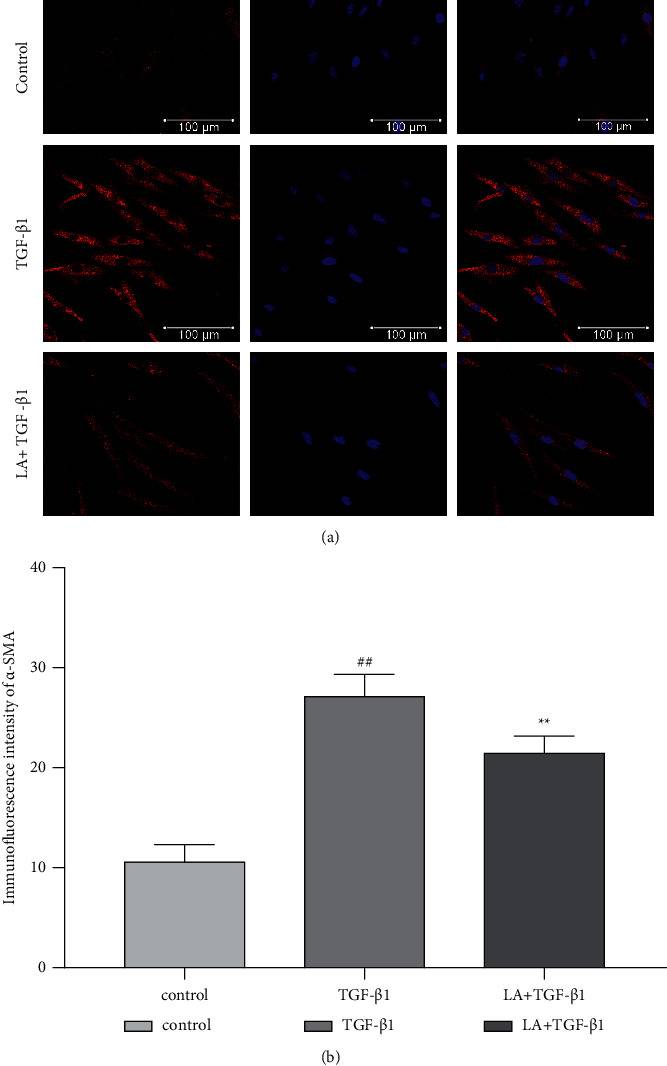 Control
100 µm
100 µm
100 µm
TGF-β1
100 µm
100 µm
100 µm
LA+ TGF -β1
(a)
Immunofluorescence intensity of α-SMA
40
30
20
10
0
##
**
control
TGF-β1
LA+TGF-β1
control
TGF-β1
LA+TGF-β1
(b)